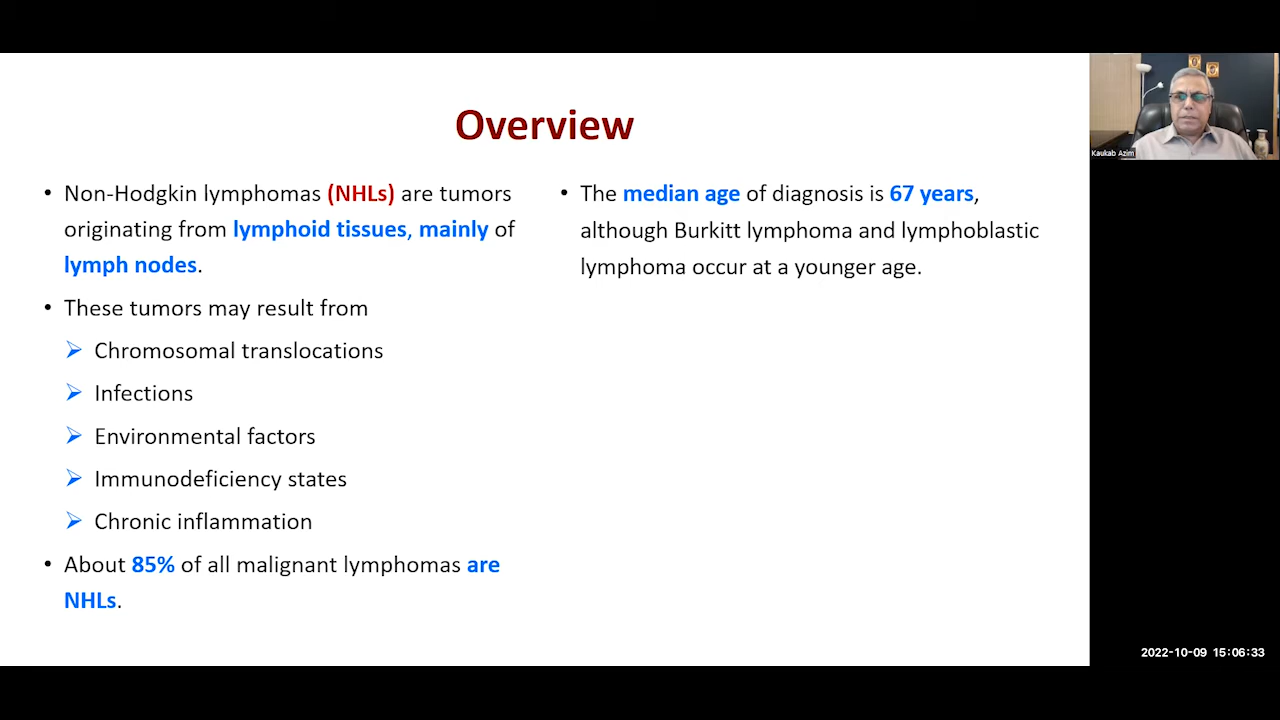 Overview
• Non-Hodgkin lymphomas (NHLs) are tumors
originating from lymphoid tissues, mainly of
lymph nodes.
• These tumors may result from
➢ Chromosomal translocations
➢ Infections
➢ Environmental factors
➢ Immunodeficiency states
➢ Chronic inflammation
• About 85% of all malignant lymphomas are
NHLs.
• The median age of diagnosis is 67 years,
although Burkitt lymphoma and lymphoblastic
lymphoma occur at a younger age.
Kaukab Azim
2022-10-09 15:06:33